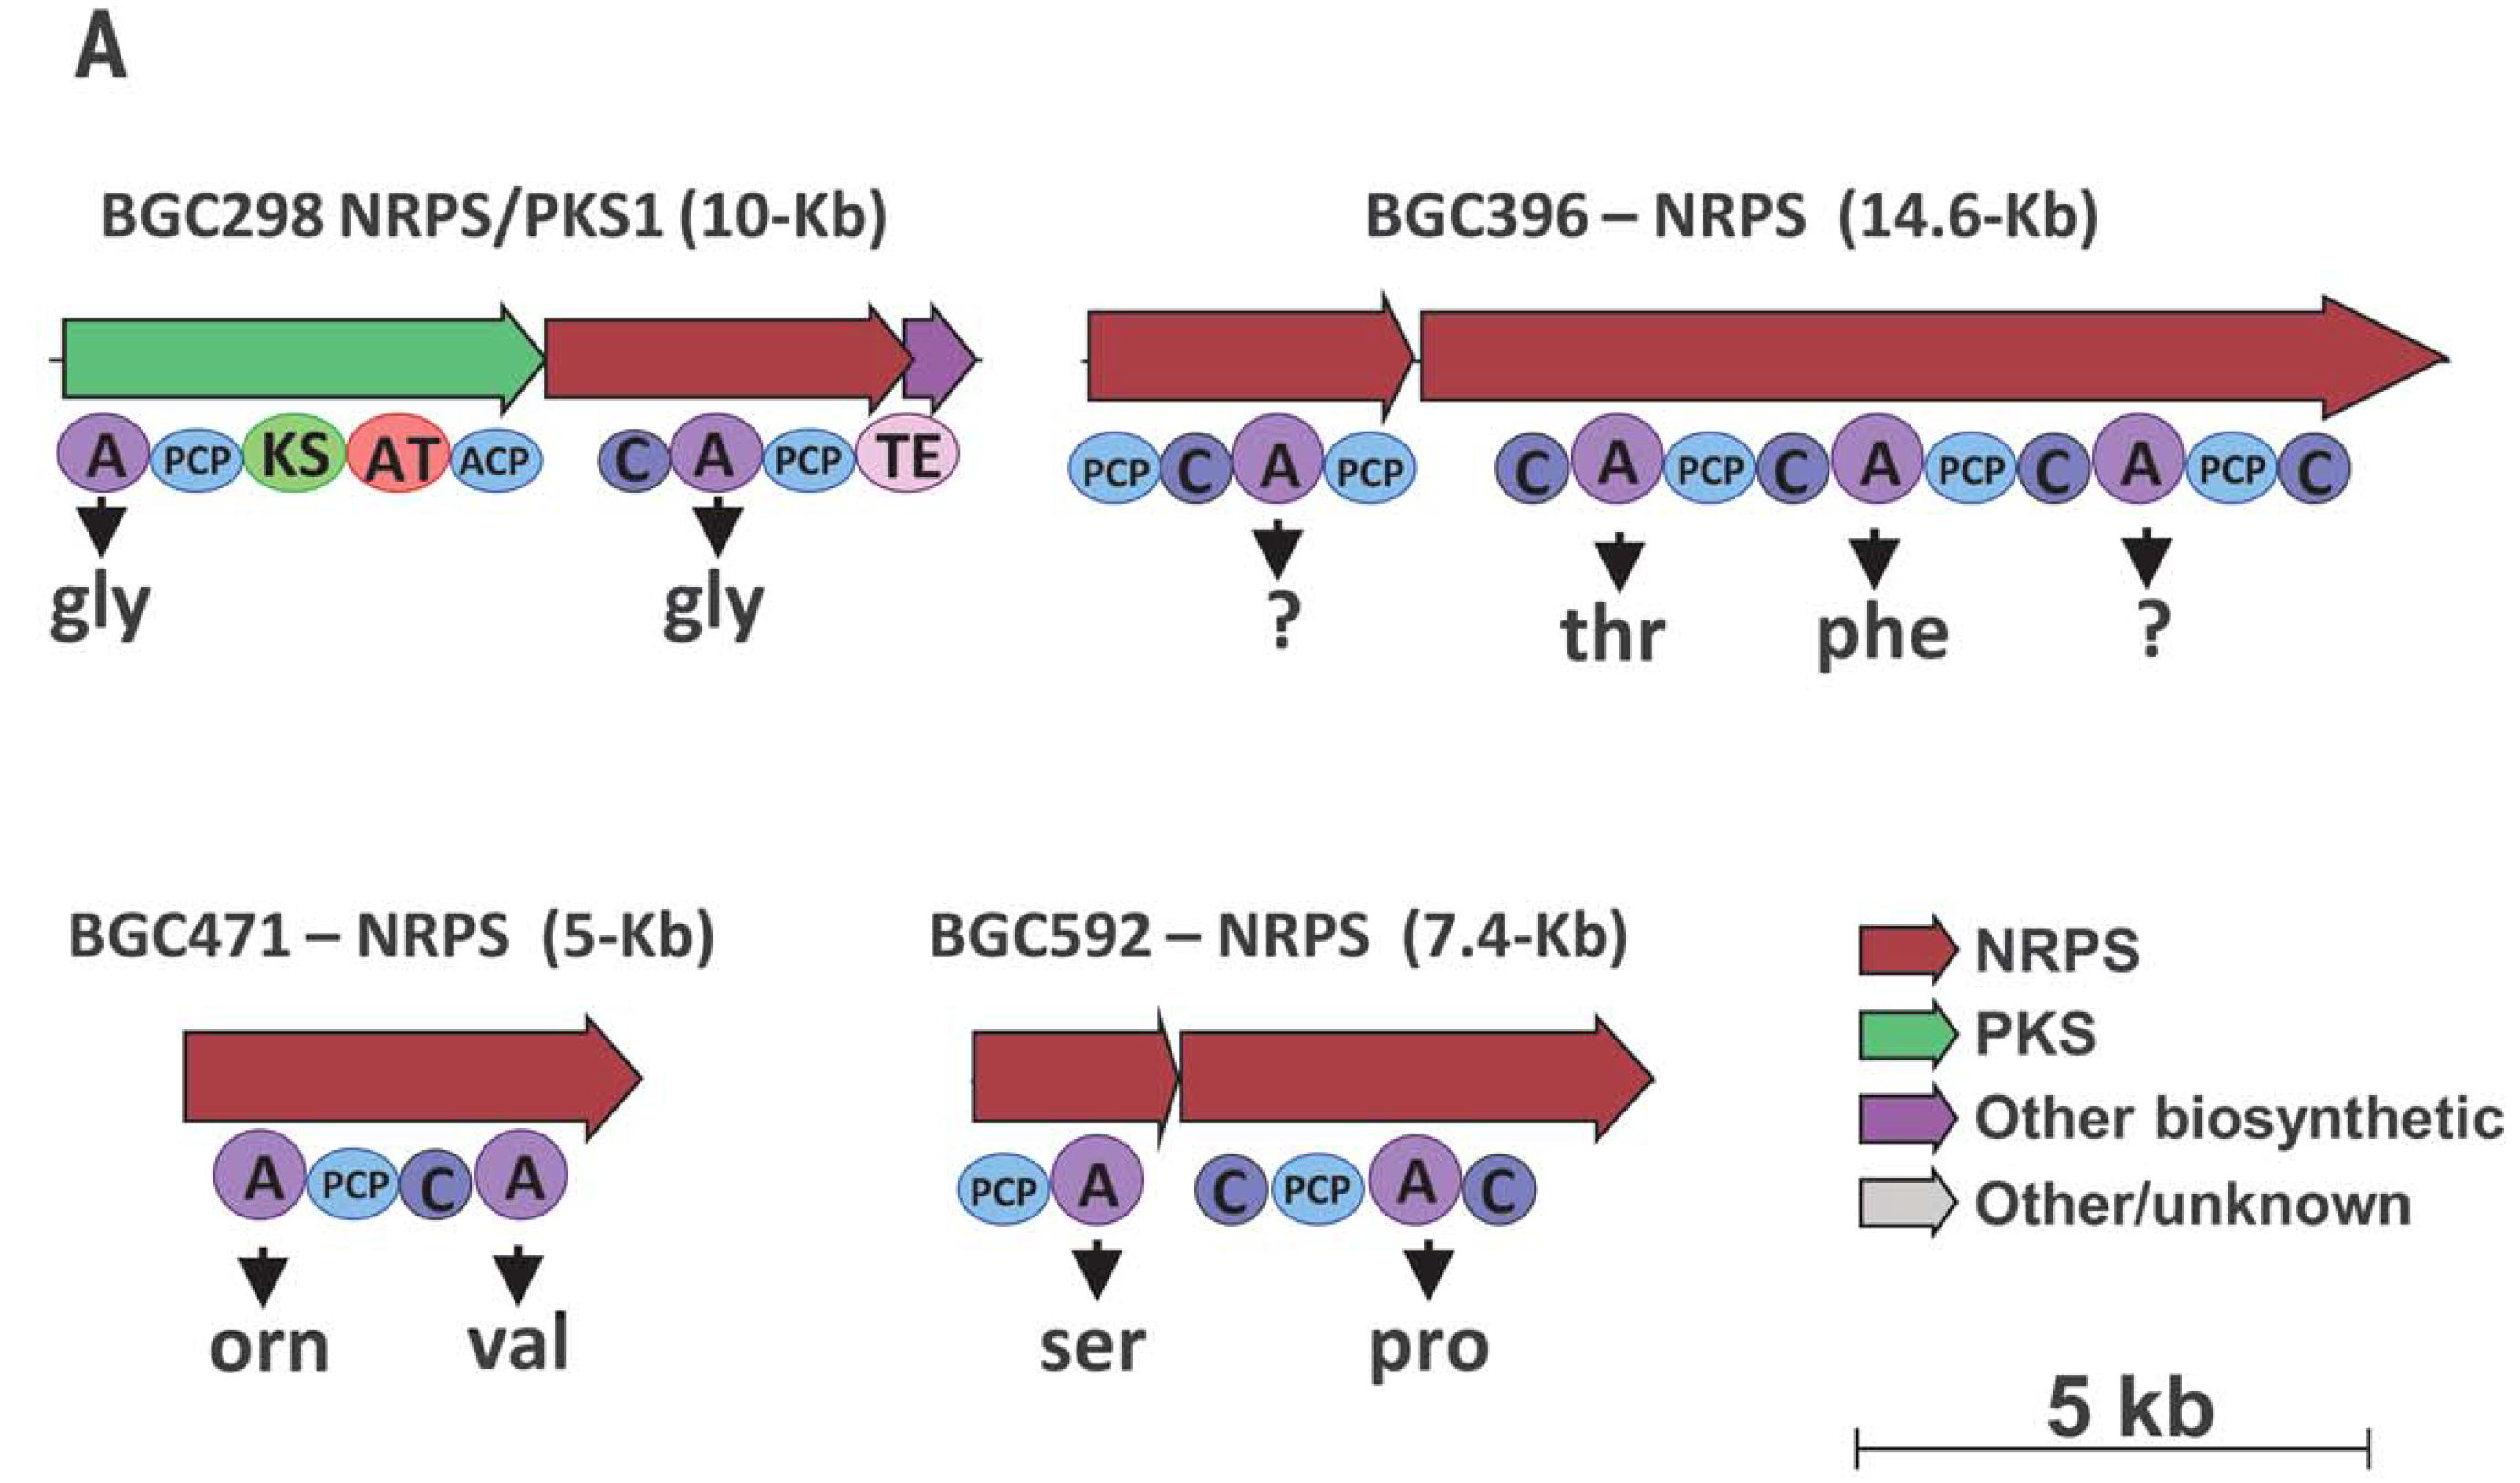 A
BGC298 NRPS/PKS1 (10-Kb)
A PCP KS AT ACP C A PCP TE
gly gly
BGC396 – NRPS (14.6-Kb)
PCP C A PCP C A PCP C A PCP C A PCP C
? thr phe ?
BGC471 – NRPS (5-Kb)
A PCP C A
orn val
BGC592 – NRPS (7.4-Kb)
PCP A C PCP A C
ser pro
NRPS
PKS
Other biosynthetic
Other/unknown
5 kb